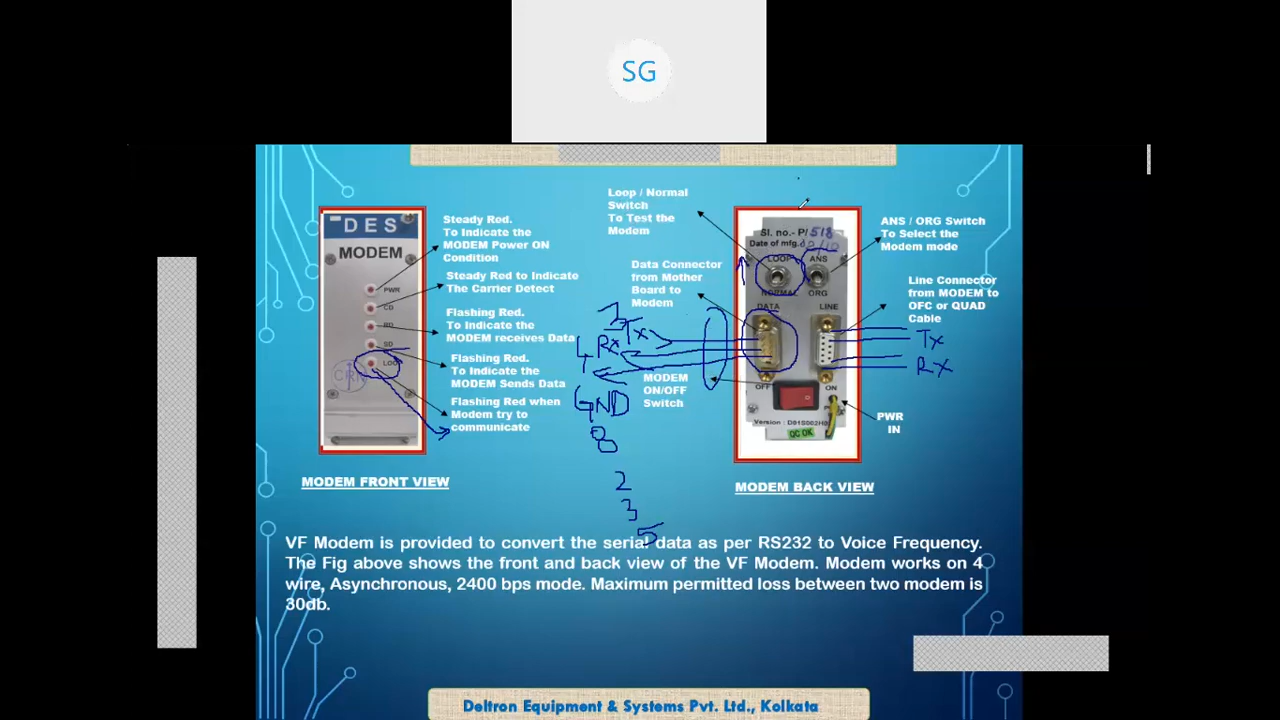 SG
Loop / Normal
Switch
To Test the
Modem
DES
MODEM
PWR
CD
RD
SD
Steady Red.
To Indicate the
MODEM Power ON
Condition
Steady Red to Indicate
The Carrier Detect
Flashing Red.
To Indicate the
MODEM receives Data
Flashing Red.
To Indicate the
MODEM Sends Data
Flashing Red when
Modem try to
communicate
Data Connector
from Mother
Board to
Modem
MODEM
ON/OFF
Switch
Sl. no.- P/518
Date of mfg.
LOOP
ANS
NORMAL
ORG
DATA
LINE
OFF
ON
Version : D01S002H
QC OK
ANS / ORG Switch
To Select the
Modem mode
Line Connector
from MODEM to
OFC or QUAD
Cable
Tx
RX
PWR
IN
Tx
Rx
GND
8
2
3
5
MODEM FRONT VIEW
MODEM BACK VIEW
VF Modem is provided to convert the serial data as per RS232 to Voice Frequency.
The Fig above shows the front and back view of the VF Modem. Modem works on 4
wire, Asynchronous, 2400 bps mode. Maximum permitted loss between two modem is
30db.
Deltron Equipment & Systems Pvt. Ltd., Kolkata